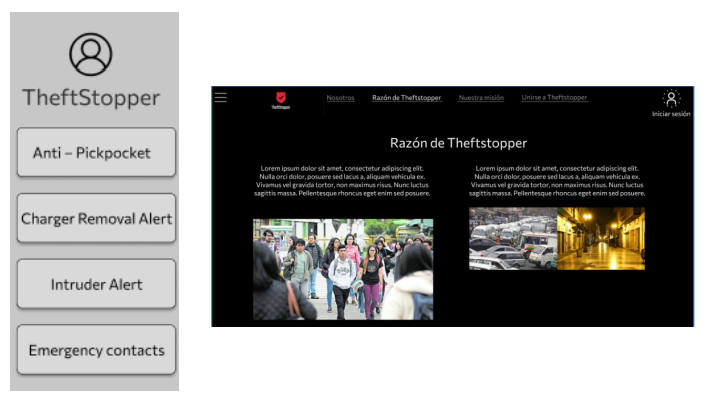 TheftStopper
Anti – Pickpocket
Charger Removal Alert
Intruder Alert
Emergency contacts
TheftStopper
Nosotros
Razón de Theftstopper
Nuestra misión
Unirse a Theftstopper
Iniciar sesión
Razón de Theftstopper
Lorem ipsum dolor sit amet, consectetur adipiscing elit.
Nulla orci dolor, posuere sed lacus a, aliquam vehicula ex.
Vivamus vel gravida tortor, non maximus risus. Nunc luctus
sagittis massa. Pellentesque rhoncus eget enim sed posuere.
Lorem ipsum dolor sit amet, consectetur adipiscing elit.
Nulla orci dolor, posuere sed lacus a, aliquam vehicula ex.
Vivamus vel gravida tortor, non maximus risus. Nunc luctus
sagittis massa. Pellentesque rhoncus eget enim sed posuere.